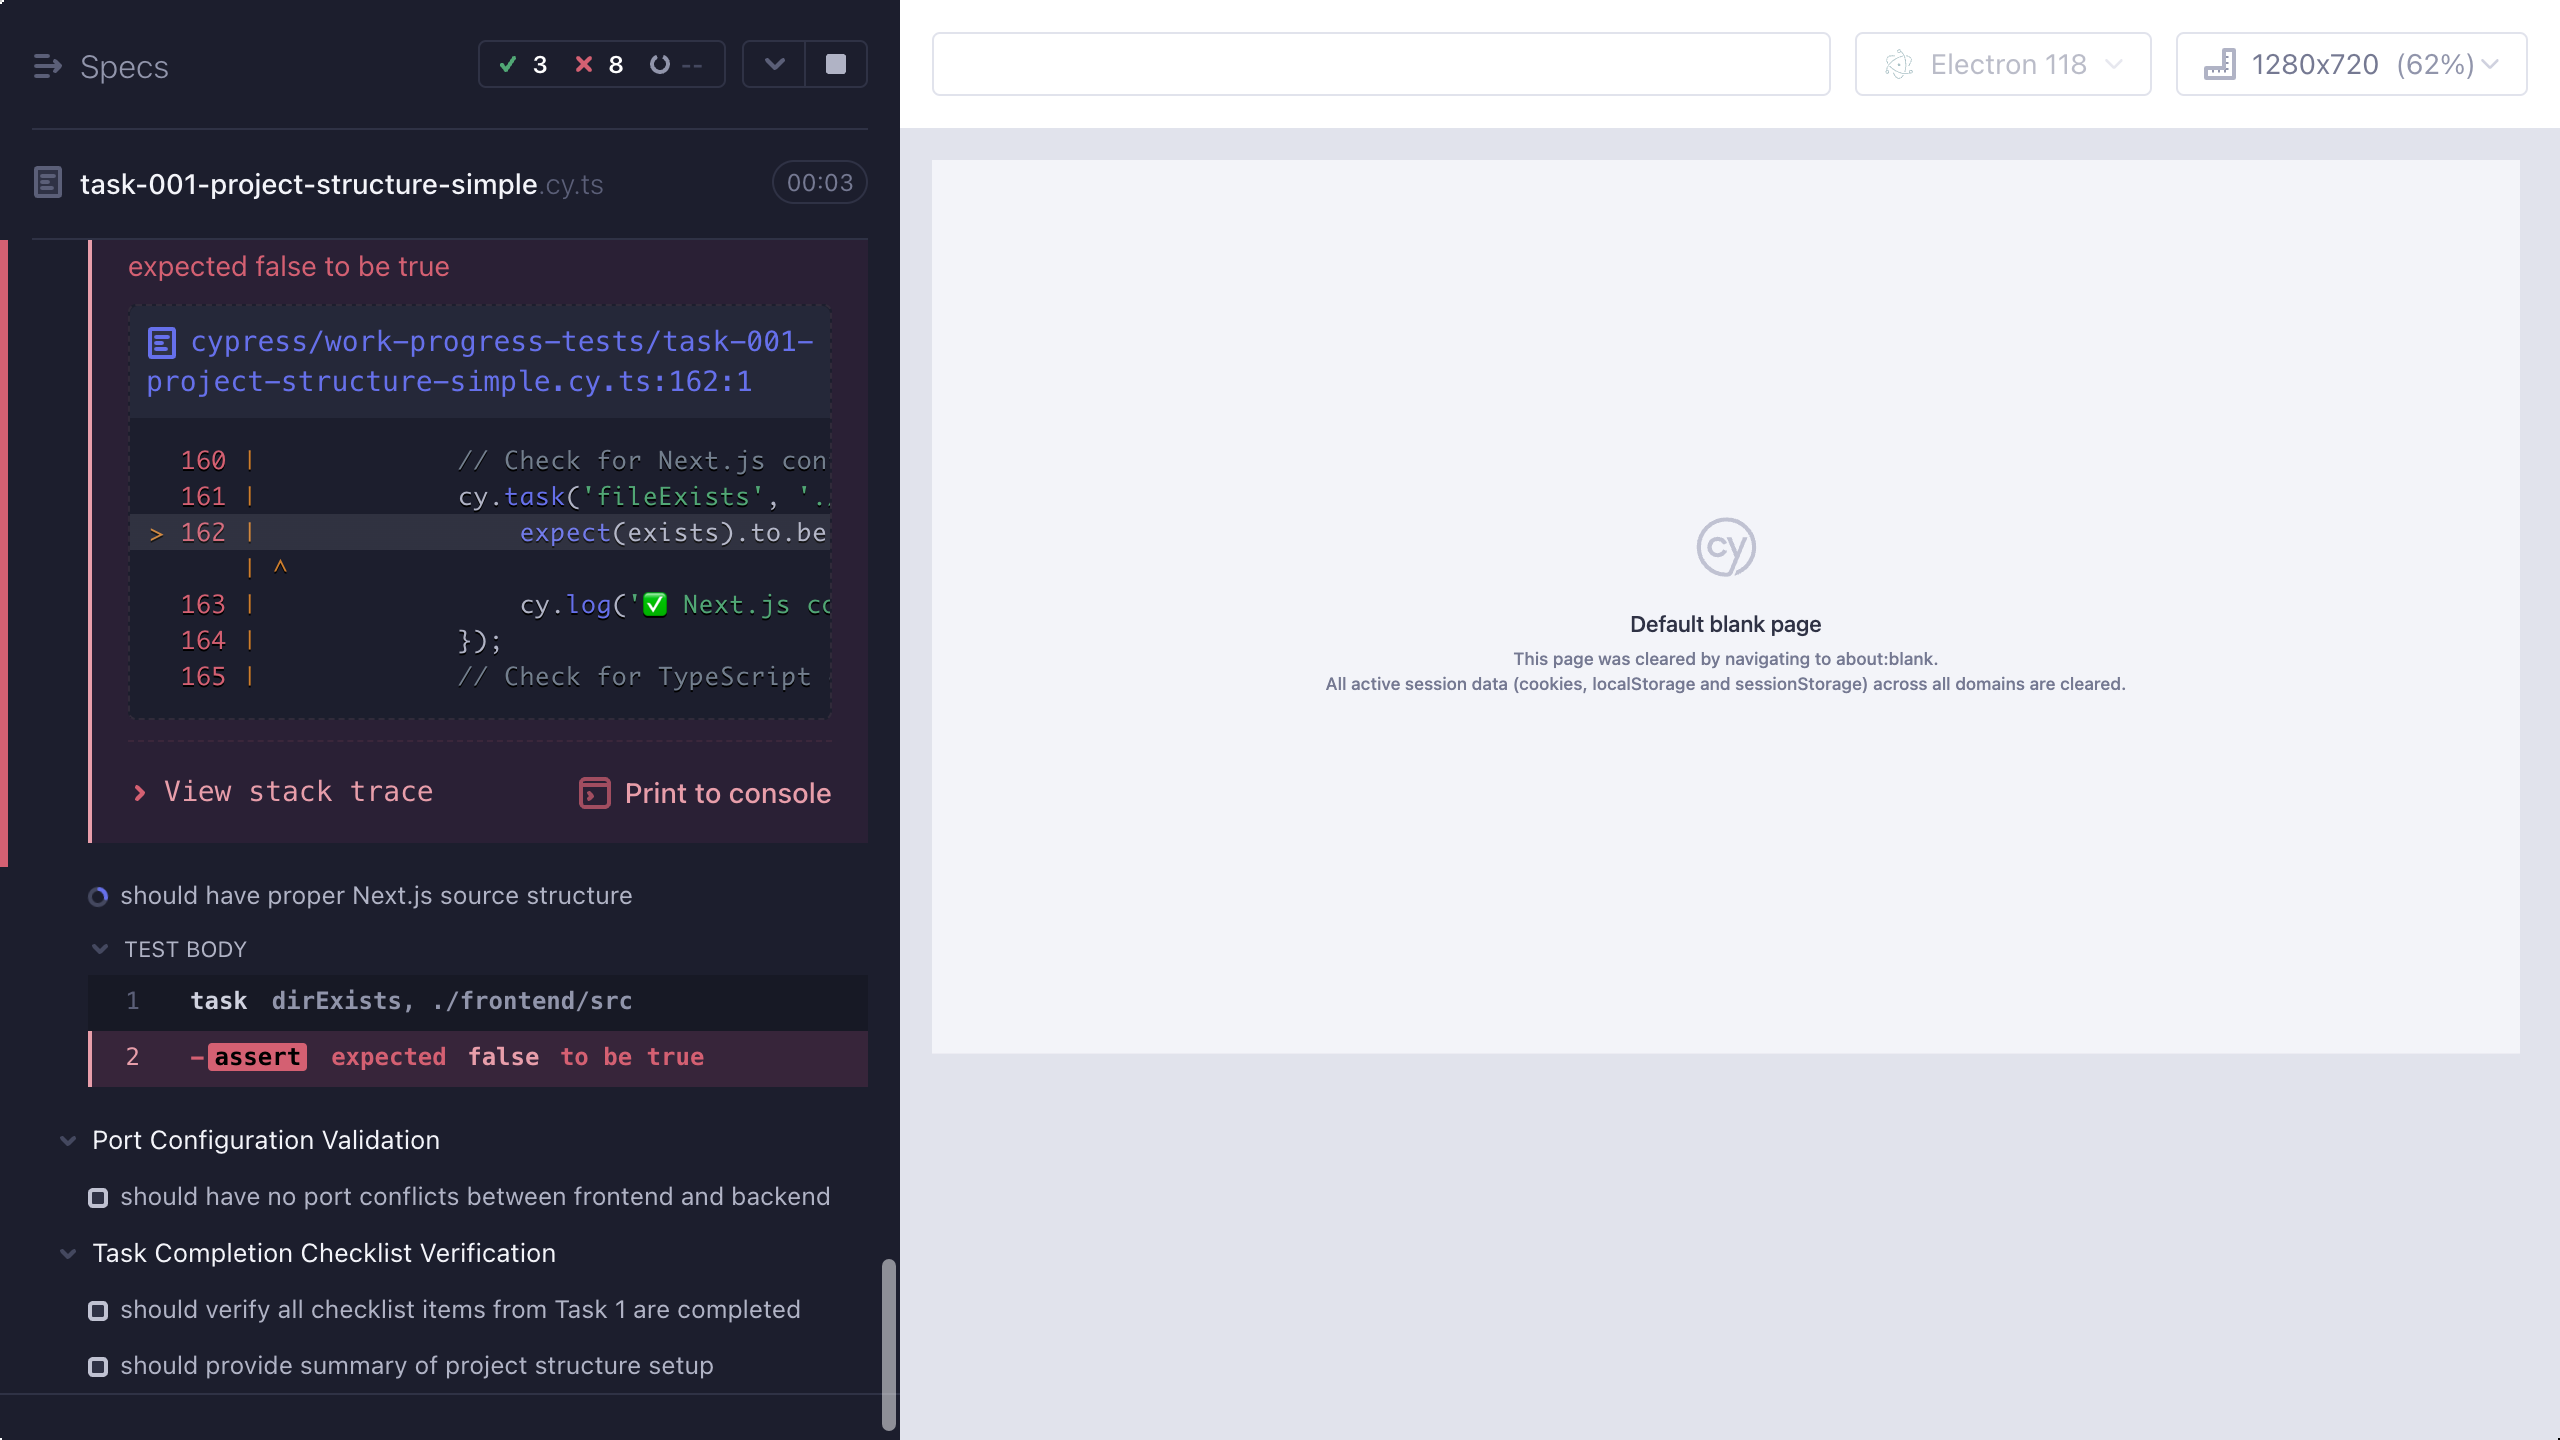 Specs
3 8 --
task-001-project-structure-simple.cy.ts
00:03
expected false to be true
cypress/work-progress-tests/task-001-
project-structure-simple.cy.ts:162:1
160 | // Check for Next.js con
161 | cy.task('fileExists', '..
> 162 | expect(exists).to.be
| ^
163 | cy.log('✅ Next.js co
164 | });
165 | // Check for TypeScript
View stack trace
Print to console
should have proper Next.js source structure
TEST BODY
1 task dirExists, ./frontend/src
2 -assert expected false to be true
Port Configuration Validation
should have no port conflicts between frontend and backend
Task Completion Checklist Verification
should verify all checklist items from Task 1 are completed
should provide summary of project structure setup
Electron 118
1280x720 (62%)
cy
Default blank page
This page was cleared by navigating to about:blank.
All active session data (cookies, localStorage and sessionStorage) across all domains are cleared.